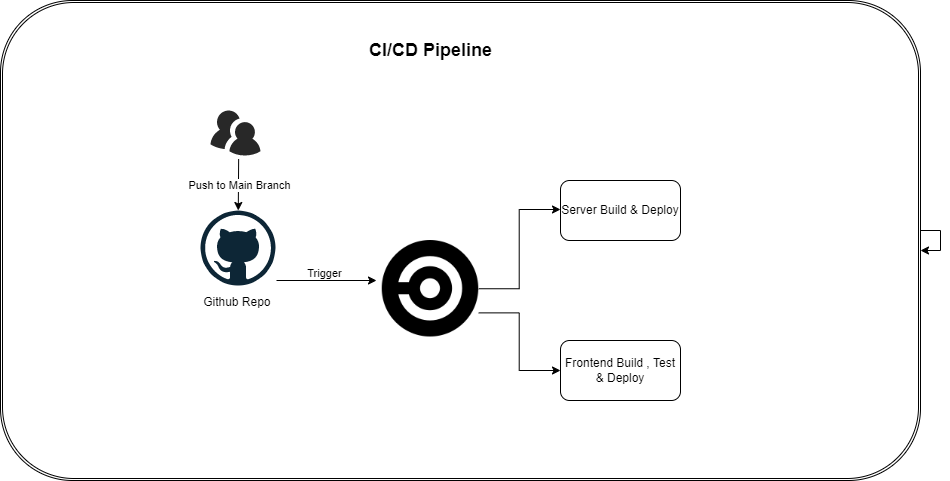 CI/CD Pipeline
Push to Main Branch
Github Repo
Trigger
Server Build & Deploy
Frontend Build , Test
& Deploy